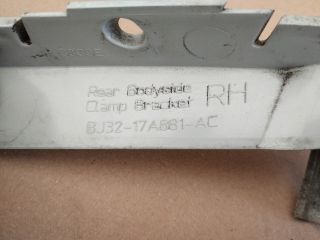 Rear Bodyside RH
Clamp Bracket
BJ32-17A881-AC